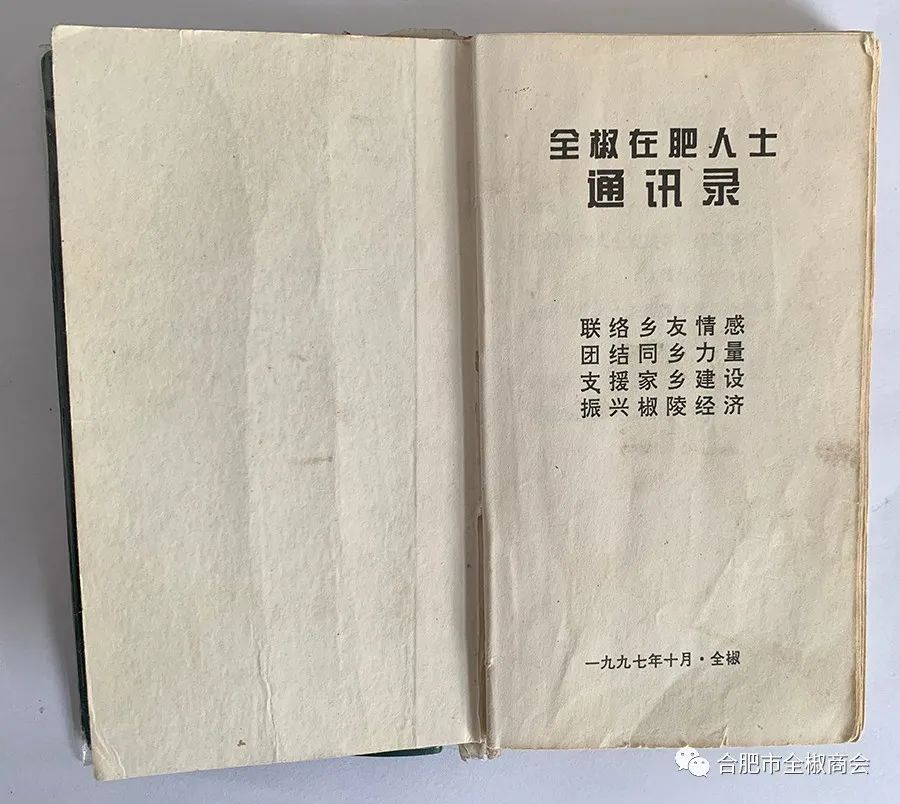 全椒在肥人士
通讯录
联络乡友情感
团结同乡力量
支援家乡建设
振兴椒陵经济
一九九七年十月·全椒
合肥市全椒商会